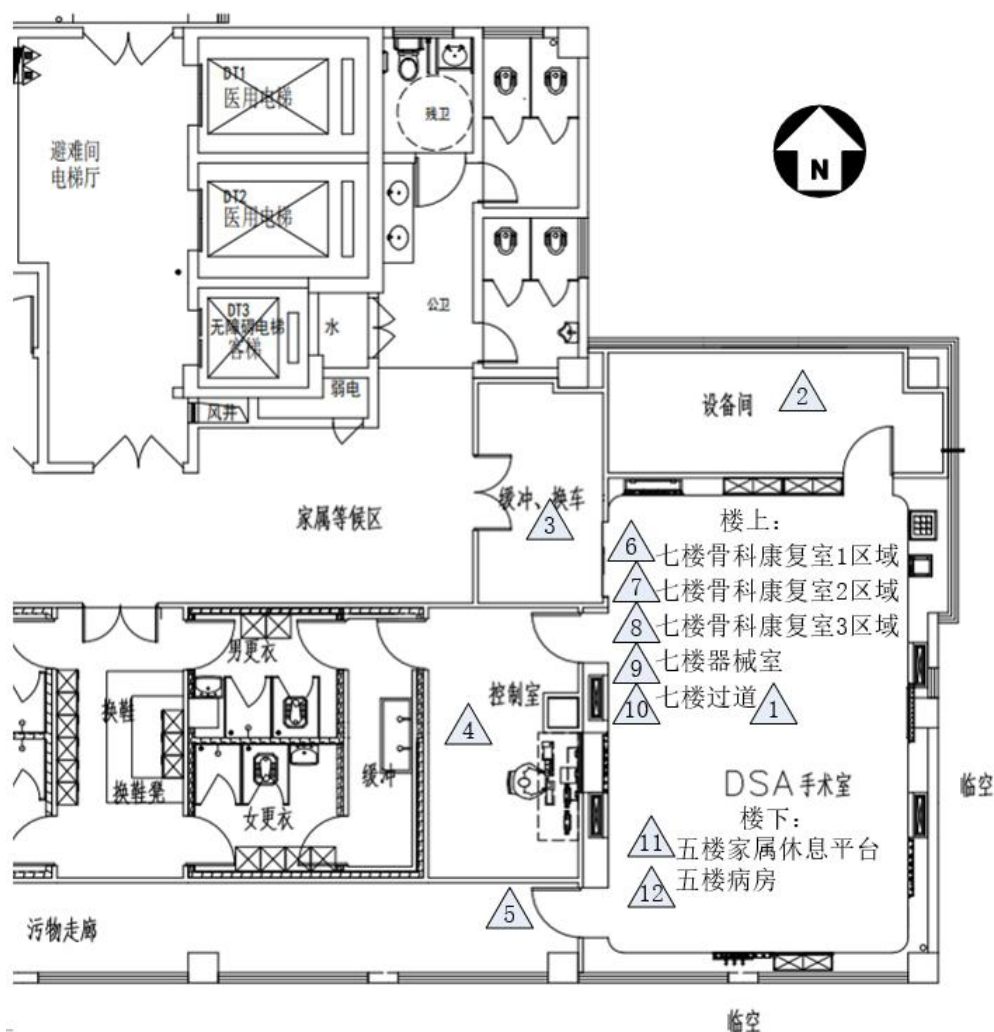 DT1
医用电梯
残卫
避难间
电梯厅
N
DT2
医用电梯
公卫
DT3
无障碍电梯
客梯
水
弱电
风井
设备间
2
缓冲、换车
3
家属等候区
楼上：
6 七楼骨科康复室1区域
7 七楼骨科康复室2区域
8 七楼骨科康复室3区域
9 七楼器械室
10 七楼过道
1
男更衣
换鞋
控制室
4
换鞋凳
缓冲
女更衣
DSA手术室
临空
楼下：
11 五楼家属休息平台
12 五楼病房
5
污物走廊
临空